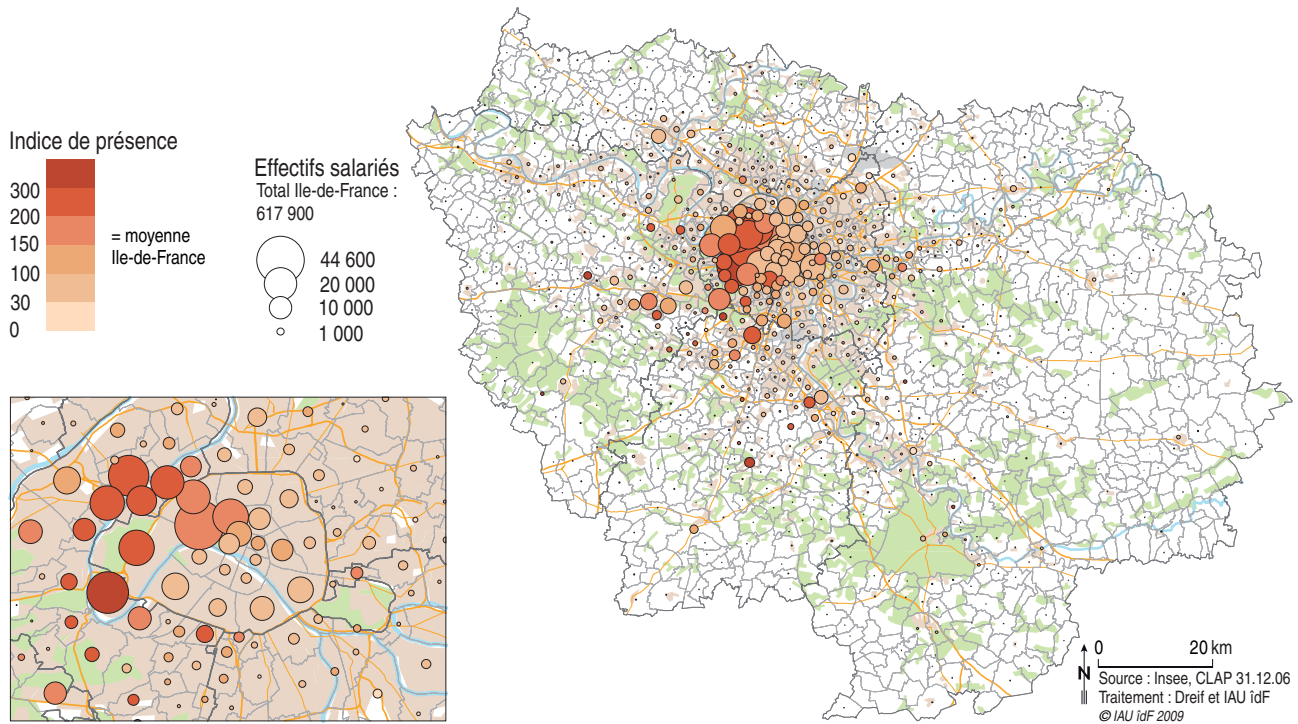 Indice de présence
300
200
150
100
30
0
= moyenne
Ile-de-France
Effectifs salariés
Total Ile-de-France :
617 900
44 600
20 000
10 000
1 000
0 20 km
N
Source : Insee, CLAP 31.12.06
Traitement : Dreif et IAU îdF
© IAU îdF 2009